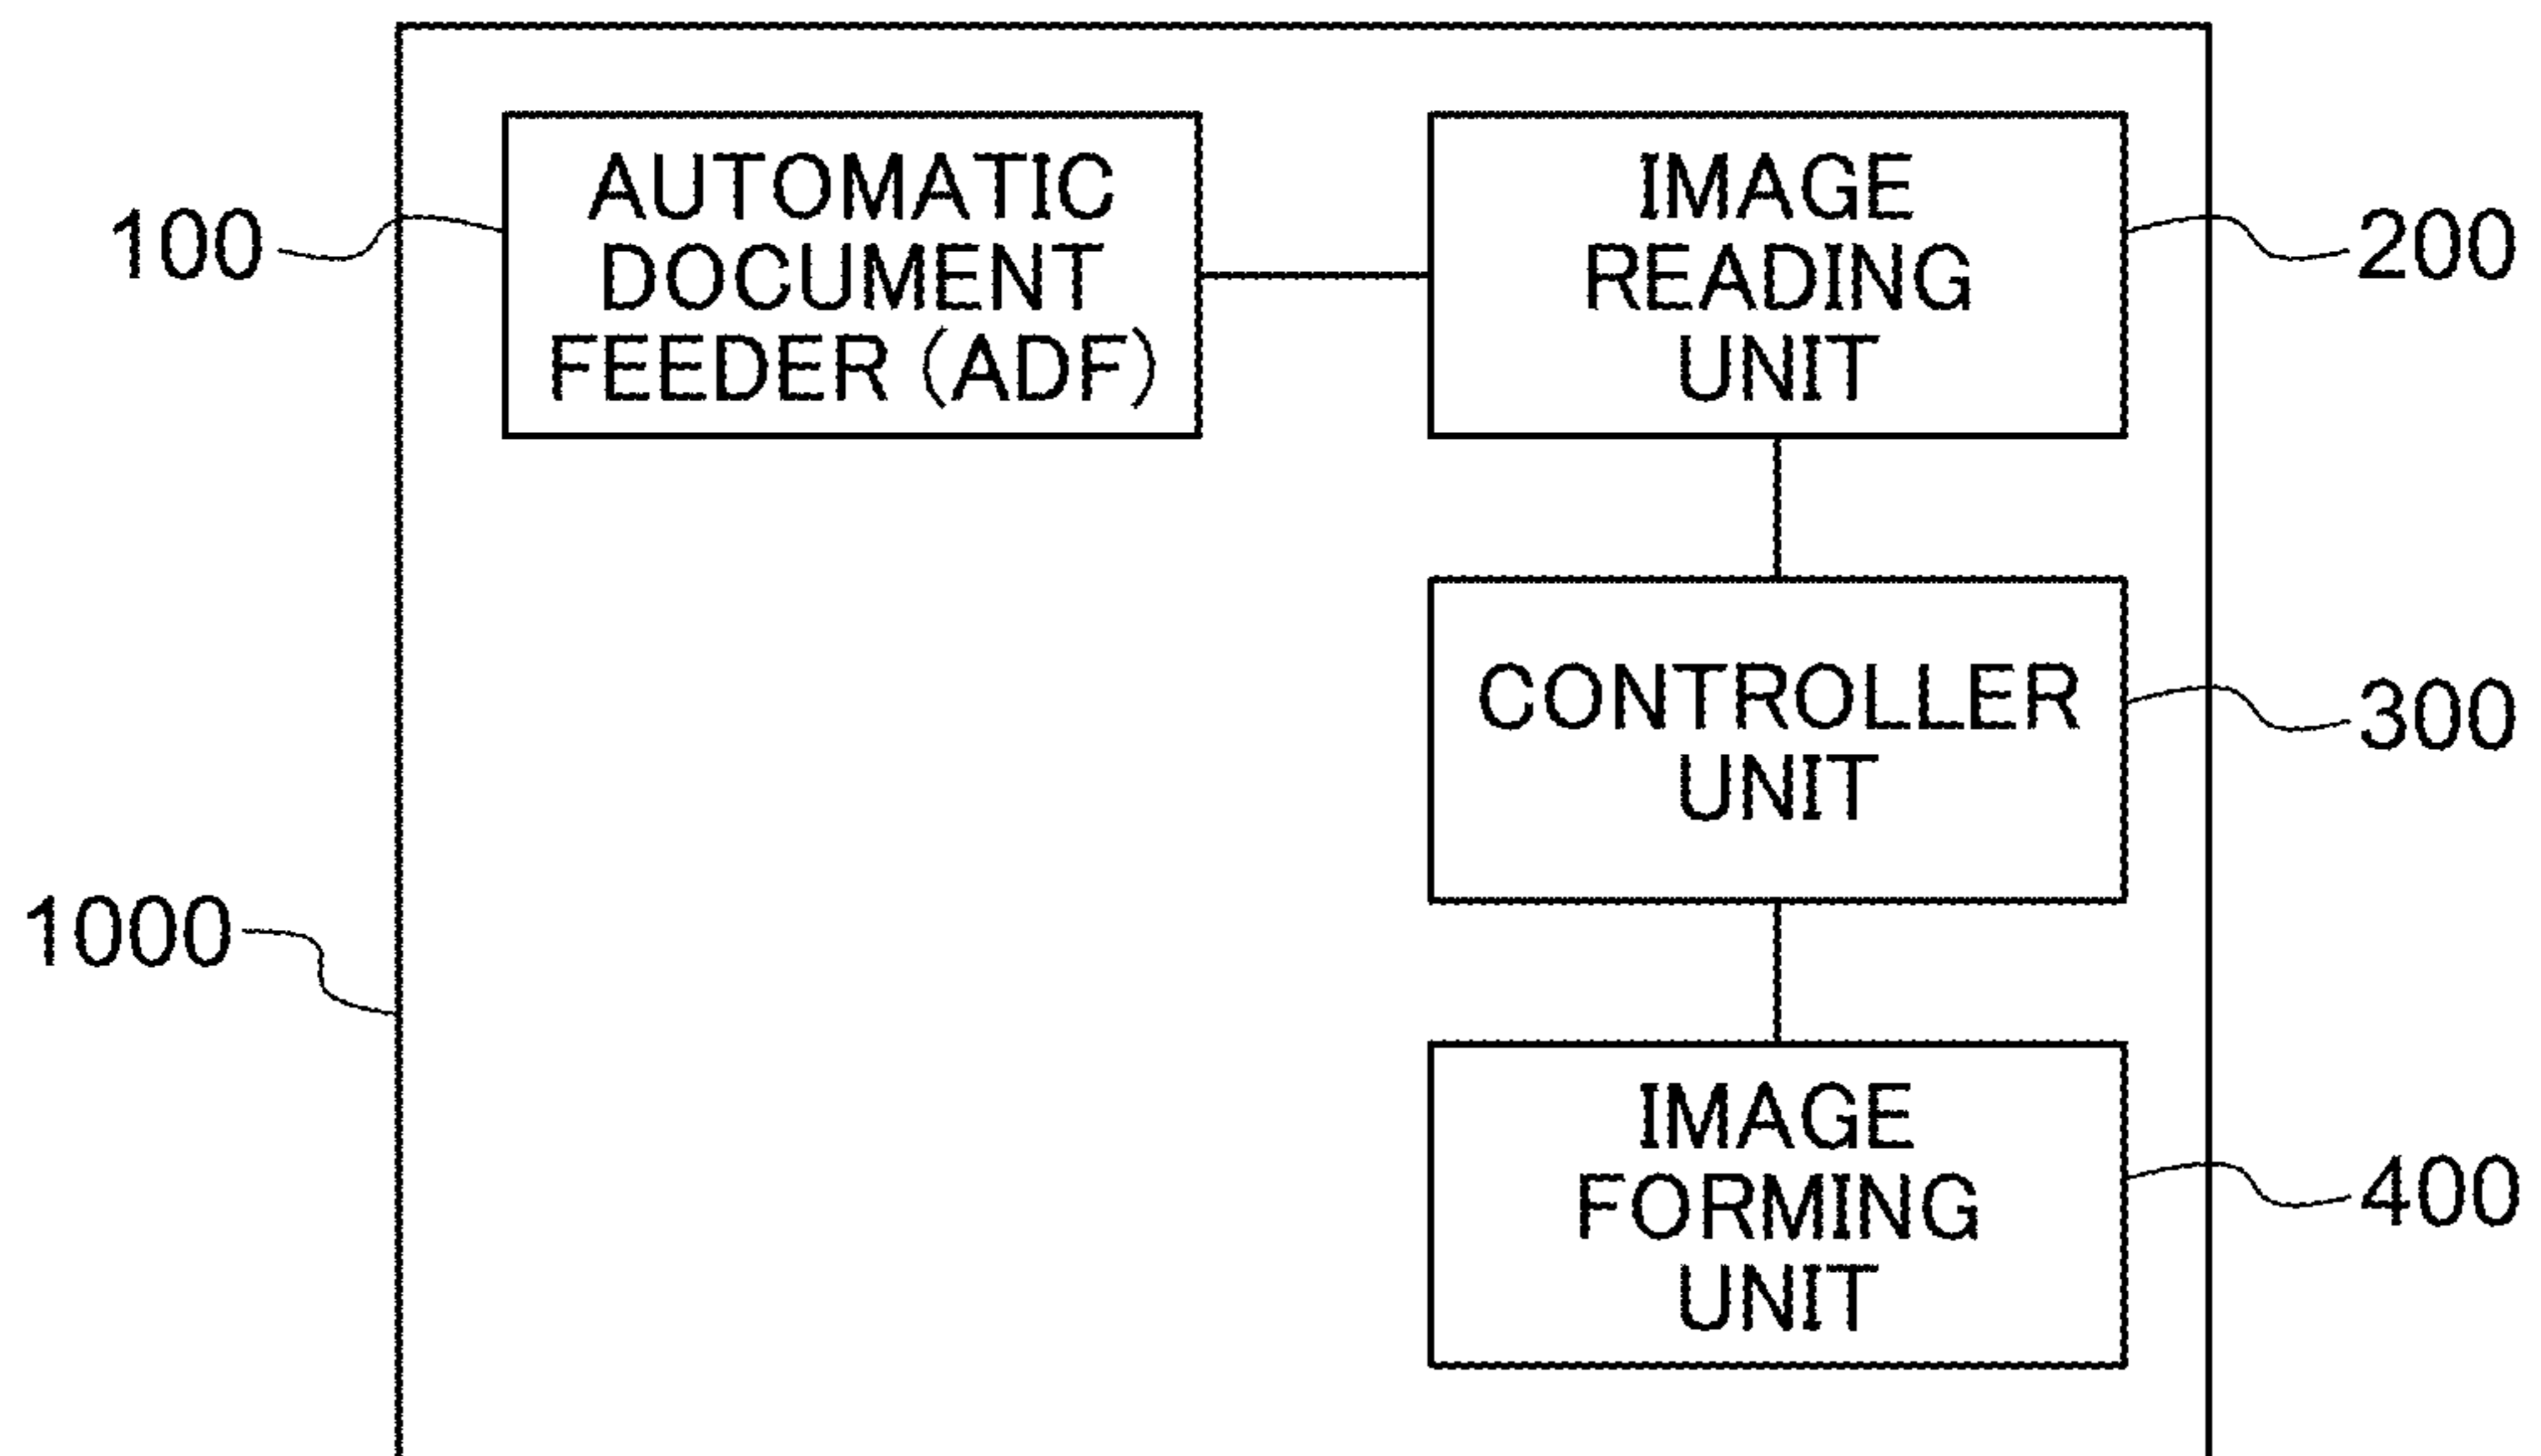 AUTOMATIC
DOCUMENT
FEEDER (ADF)
100
IMAGE
READING
UNIT
200
CONTROLLER
UNIT
300
1000
IMAGE
FORMING
UNIT
400